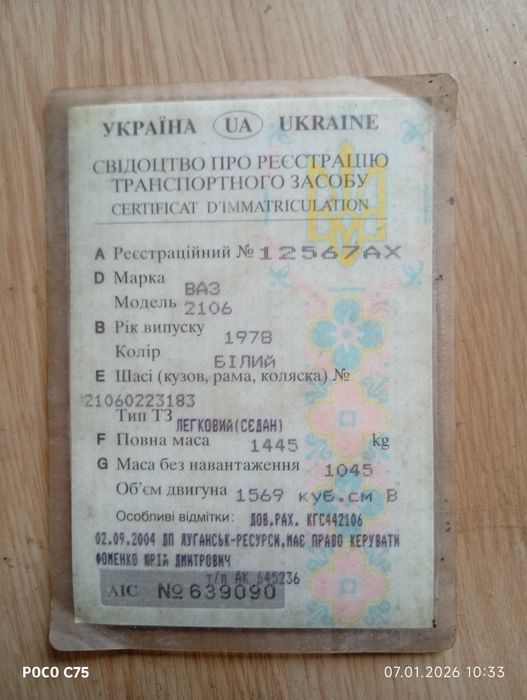 УКРАЇНА UA UKRAINE
СВІДОЦТВО ПРО РЕЄСТРАЦІЮ
ТРАНСПОРТНОГО ЗАСОБУ
CERTIFICAT D'IMMATRICULATION
A Реєстраційний № 12567АХ
D Марка ВАЗ
Модель 2106
B Рік випуску 1978
Колір БІЛИЙ
E Шасі (кузов, рама, коляска) №
21060223183
Тип ТЗ ЛЕГКОВИЙ(СЄДАН)
F Повна маса 1445 kg
G Маса без навантаження 1045
Об'єм двигуна 1569 куб.см В
Особливі відмітки: ДОВ.РАХ. КГС442106
02.09.2004 ДП ЛУГАНСЬК-РЕСУРСИ,МАЄ ПРАВО КЕРУВАТИ
ФОМЕНКО ЮРІЙ ДМИТРОВИЧ
т/п АК 645236
АІС № 639090
POCO C75
07.01.2026 10:33